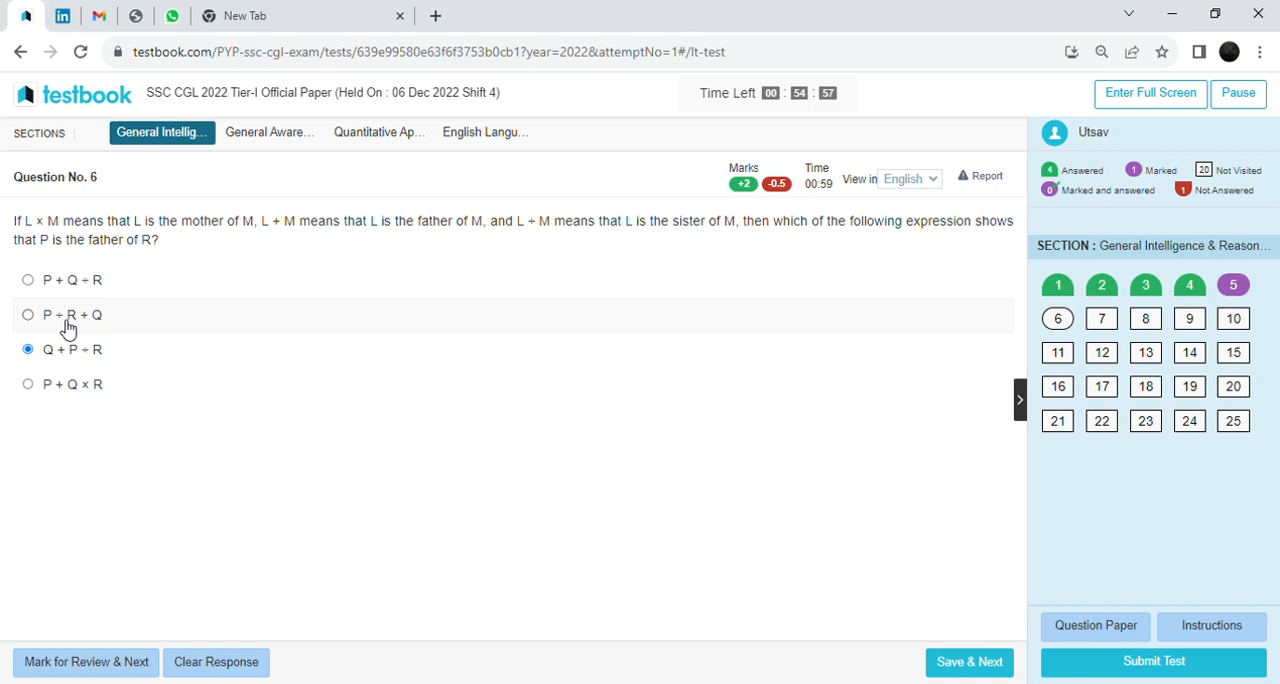 New Tab
testbook.com/PYP-ssc-cgl-exam/tests/639e99580e63f6f3753b0cb1?year=2022&attemptNo=1#/lt-test
testbook SSC CGL 2022 Tier-I Official Paper (Held On : 06 Dec 2022 Shift 4) Time Left 00 : 54 : 57 Enter Full Screen Pause
SECTIONS General Intellig... General Aware... Quantitative Ap... English Langu... Utsav
Question No. 6 Marks +2 -0.5 Time 00:59 View in English Report
4 Answered 1 Marked 20 Not Visited
0 Marked and answered 1 Not Answered
If L × M means that L is the mother of M, L + M means that L is the father of M, and L ÷ M means that L is the sister of M, then which of the following expression shows
that P is the father of R?
P + Q ÷ R
P ÷ R + Q
Q + P ÷ R
P + Q × R
SECTION : General Intelligence & Reason...
1 2 3 4 5
6 7 8 9 10
11 12 13 14 15
16 17 18 19 20
21 22 23 24 25
Question Paper Instructions
Mark for Review & Next Clear Response Save & Next Submit Test